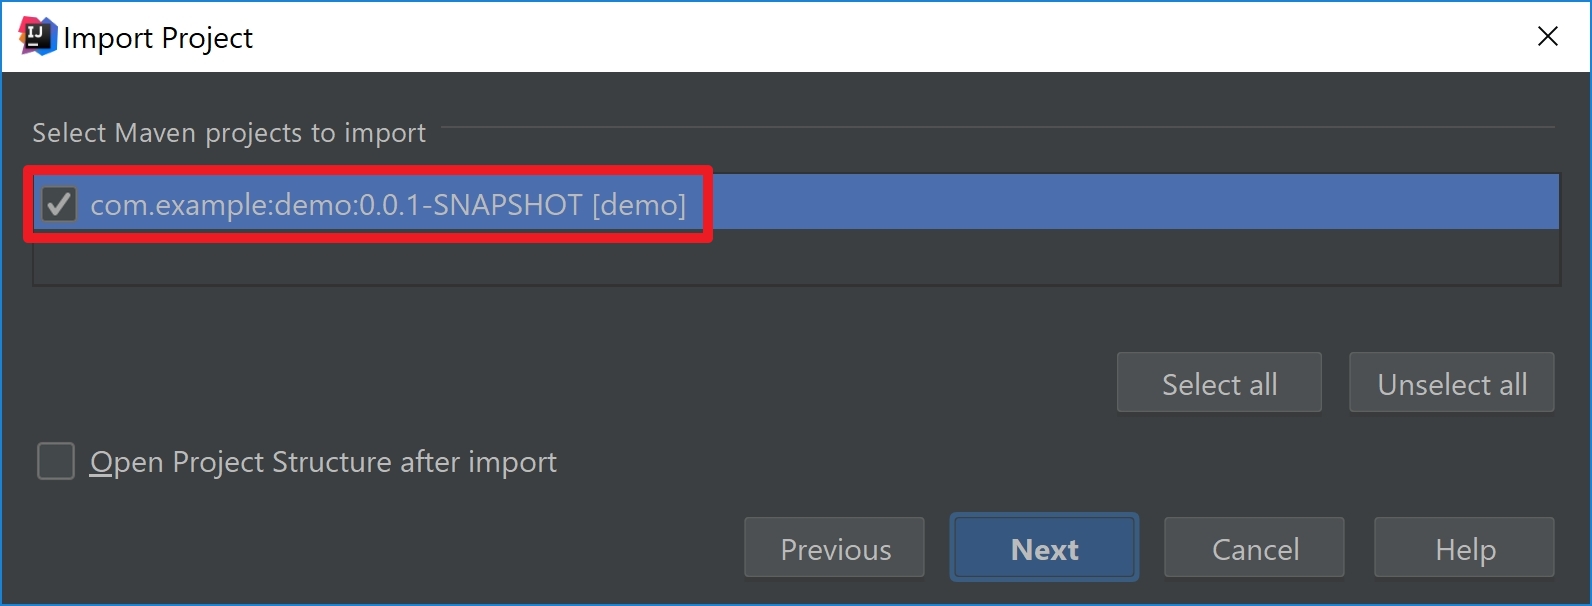 IJ
Import Project
Select Maven projects to import
com.example:demo:0.0.1-SNAPSHOT [demo]
Select all
Unselect all
Open Project Structure after import
Previous
Next
Cancel
Help